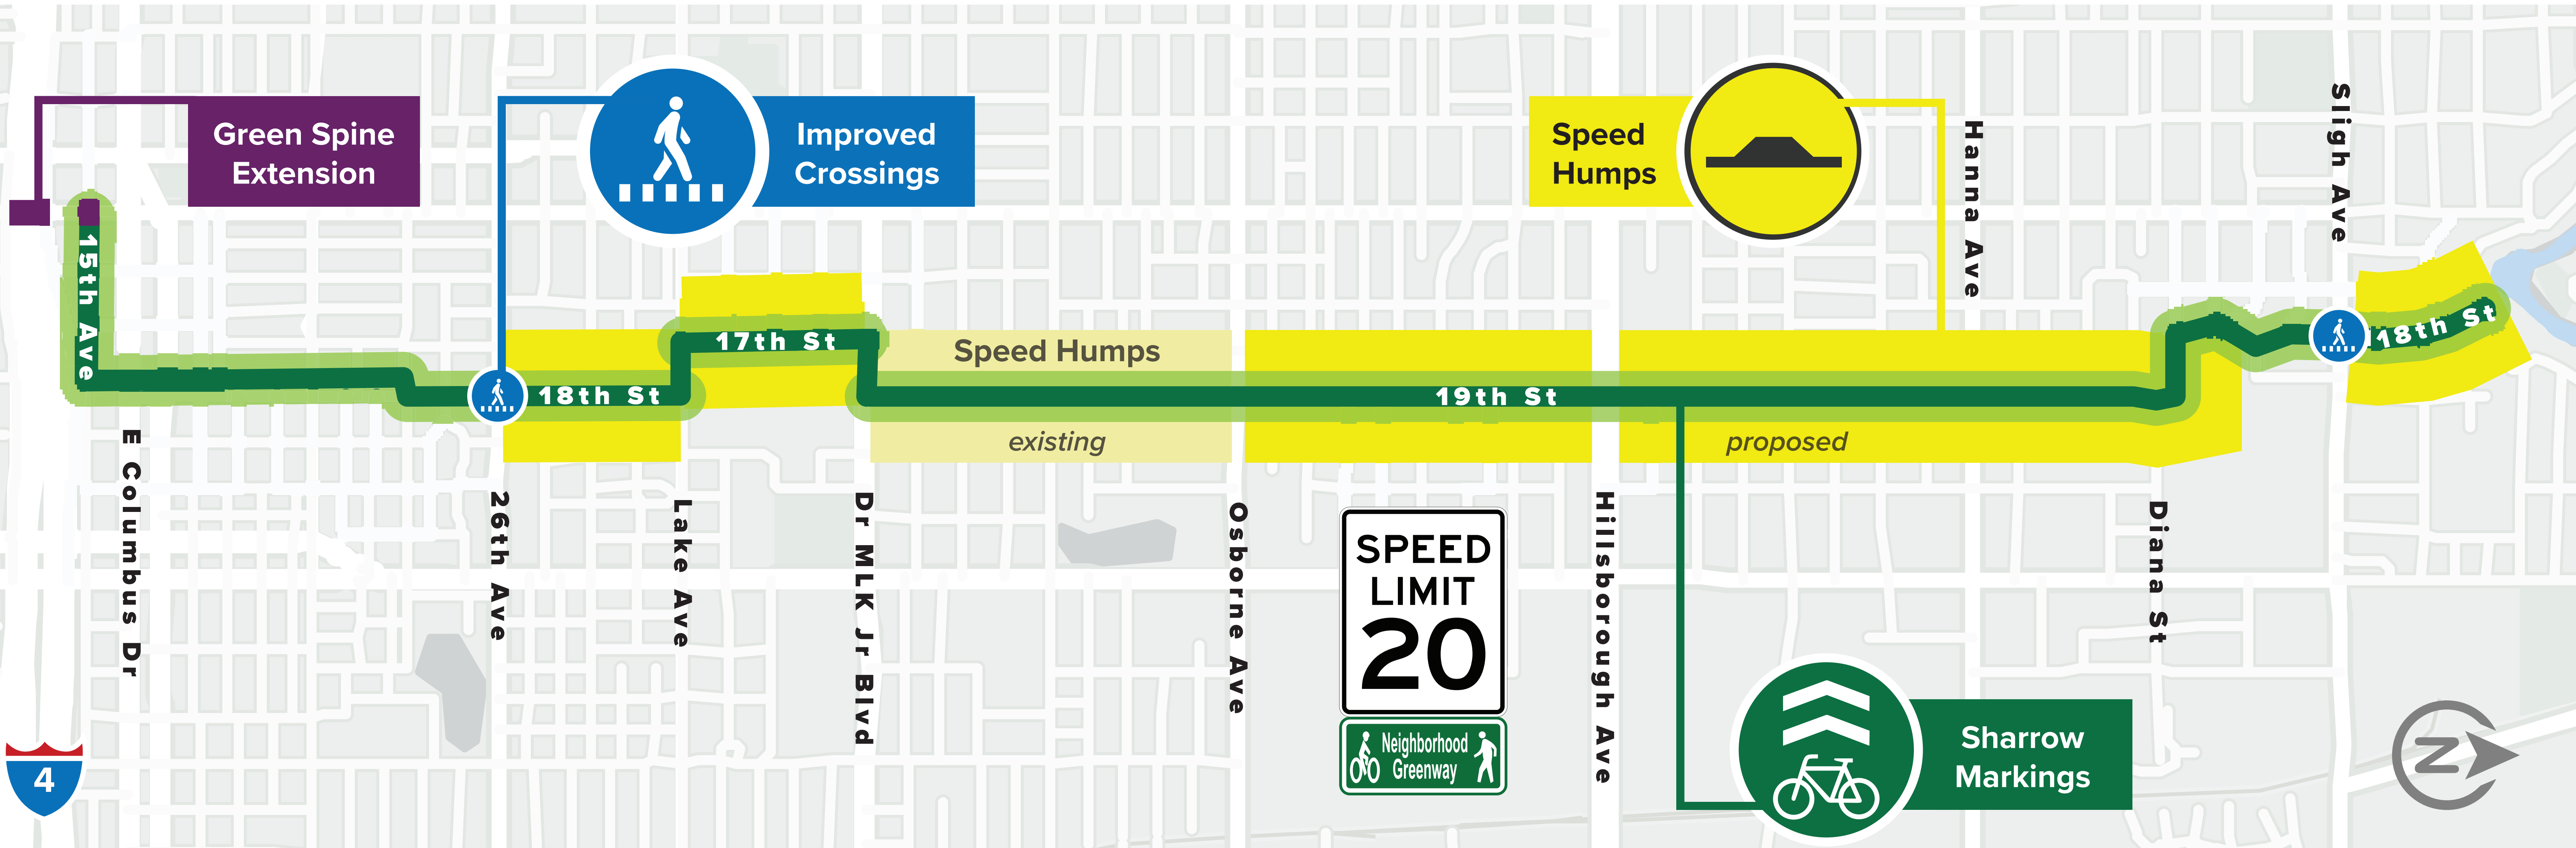 Green Spine
Extension
Improved
Crossings
Speed
Humps
Hanna Ave
Sligh Ave
15th Ave
18th St
17th St
Speed Humps
existing
19th St
proposed
18th St
E Columbus Dr
26th Ave
Lake Ave
Dr MLK Jr Blvd
Osborne Ave
SPEED
LIMIT
20
Neighborhood
Greenway
Hillsborough Ave
Diana St
Sharrow
Markings
4
N